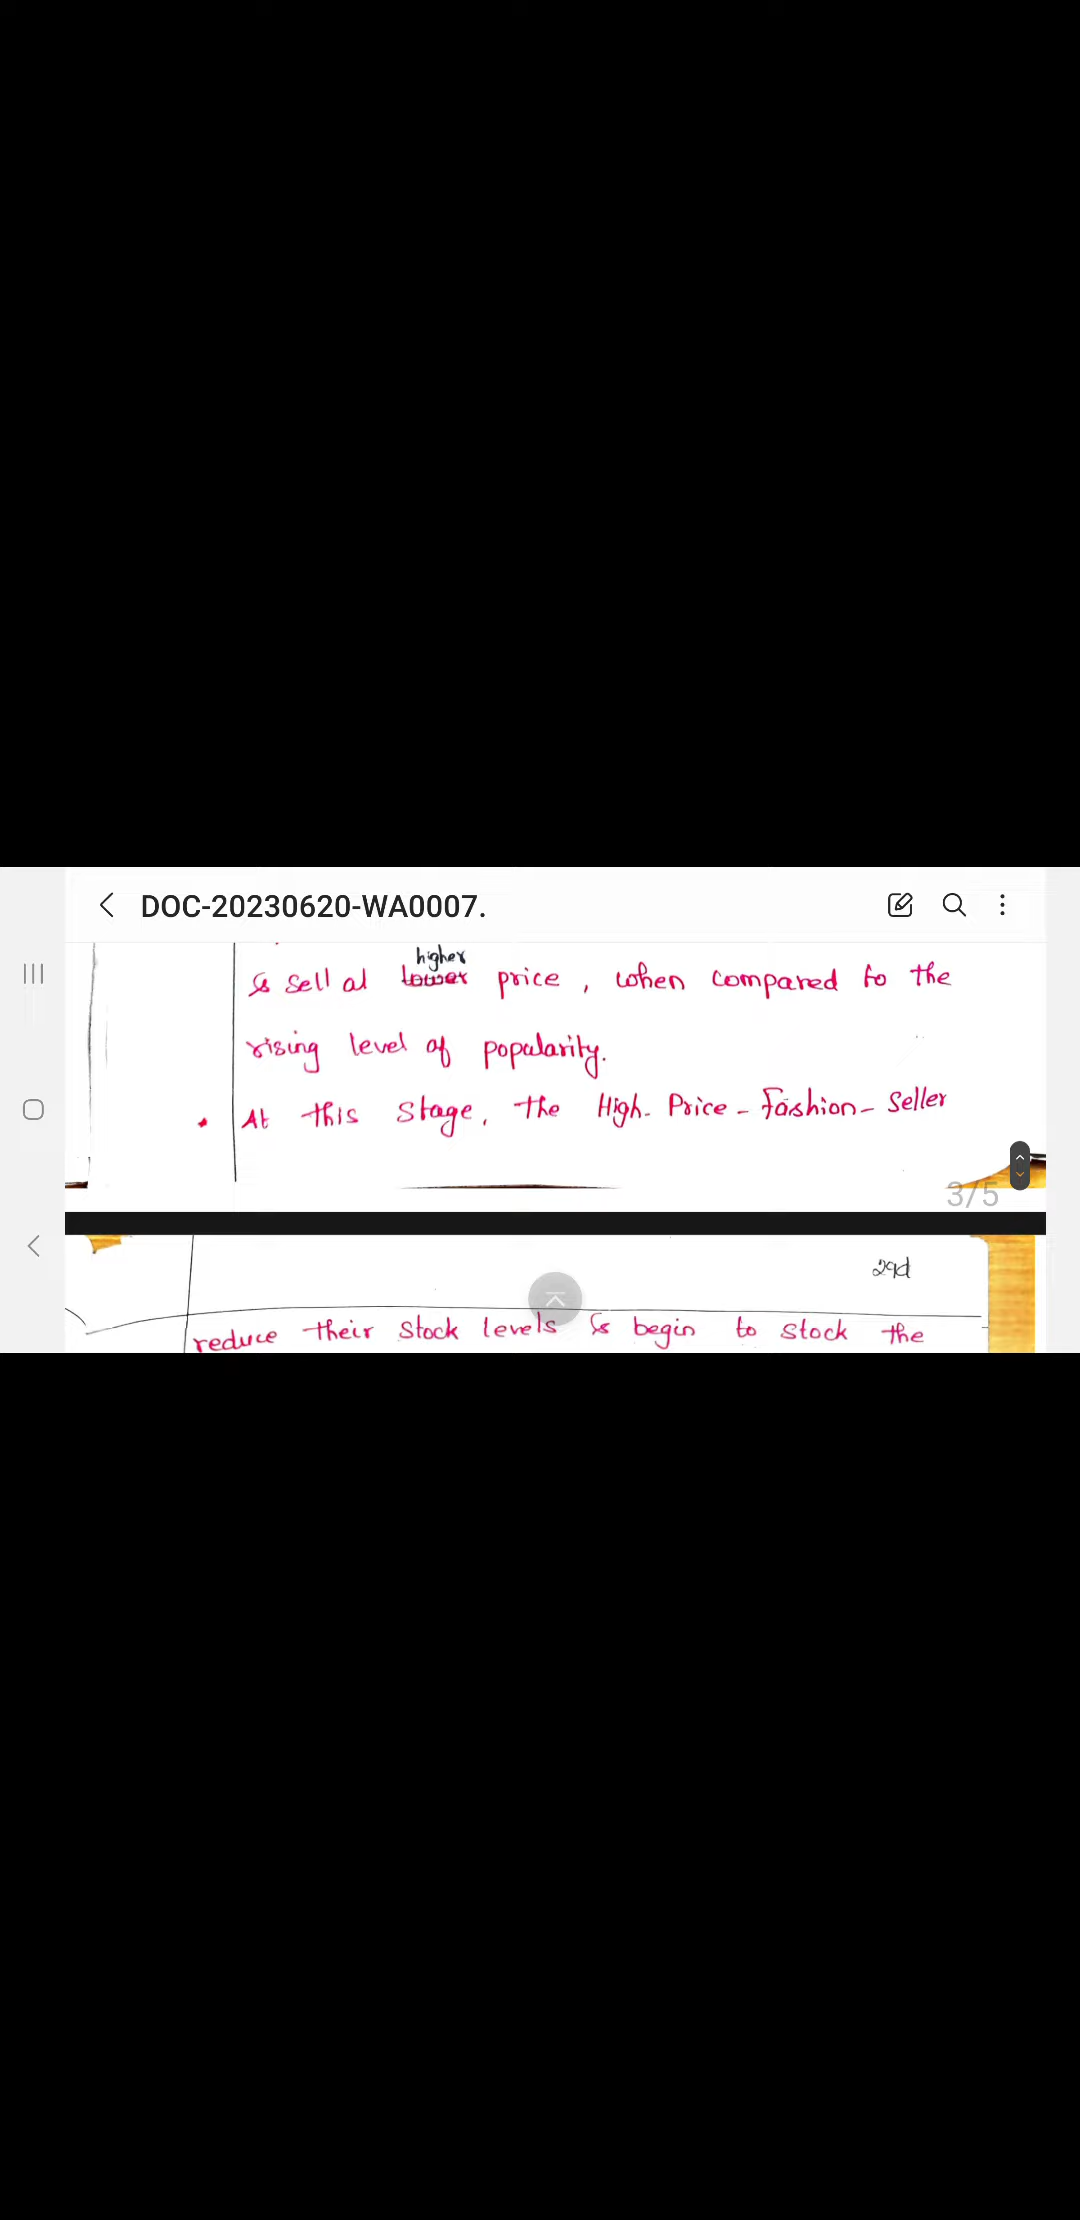 DOC-20230620-WA0007.
higher
& sell at lower price, when compared to the
rising level of popularity.
• At this stage, the High-Price-Fashion-Seller
3/5
29d
reduce their stock levels & begin to stock the